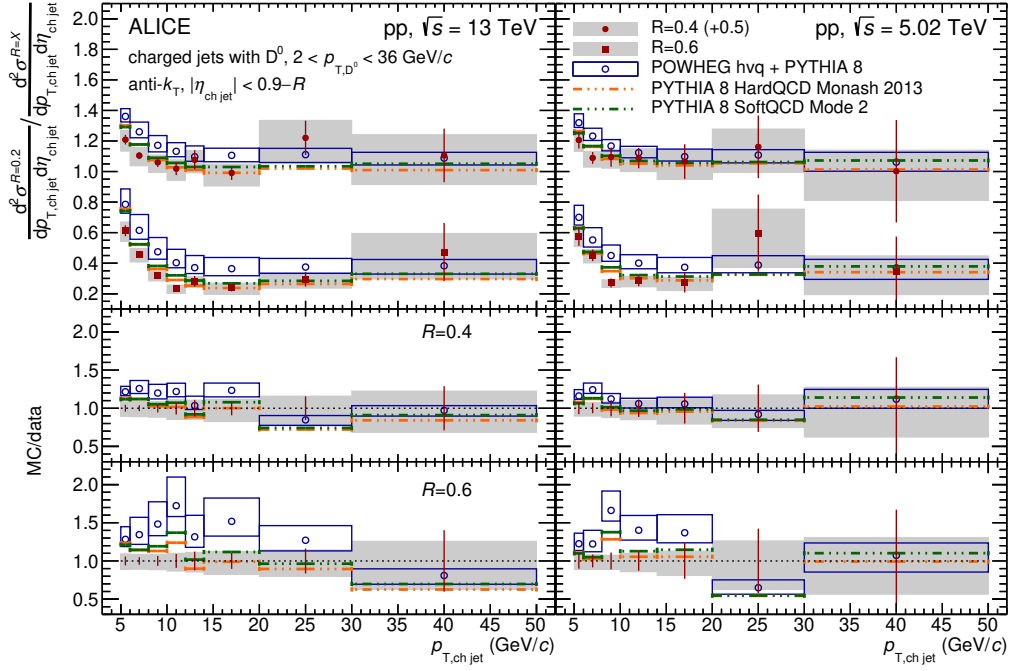 d²σ^R=0.2 / dp_T,ch jet dη_ch jet / d²σ^R=X / dp_T,ch jet dη_ch jet
2.0
1.8
1.6
1.4
1.2
1.0
0.8
0.6
0.4
0.2
ALICE
pp, √s = 13 TeV
charged jets with D⁰, 2 < p_T,D⁰ < 36 GeV/c
anti-k_T, |η_ch jet| < 0.9−R
pp, √s = 5.02 TeV
R=0.4 (+0.5)
R=0.6
POWHEG hvq + PYTHIA 8
PYTHIA 8 HardQCD Monash 2013
PYTHIA 8 SoftQCD Mode 2
MC/data
2.0
1.5
1.0
0.5
R=0.4
2.0
1.5
1.0
0.5
R=0.6
5 10 15 20 25 30 35 40 45 50
p_T,ch jet (GeV/c)
5 10 15 20 25 30 35 40 45 50
p_T,ch jet (GeV/c)